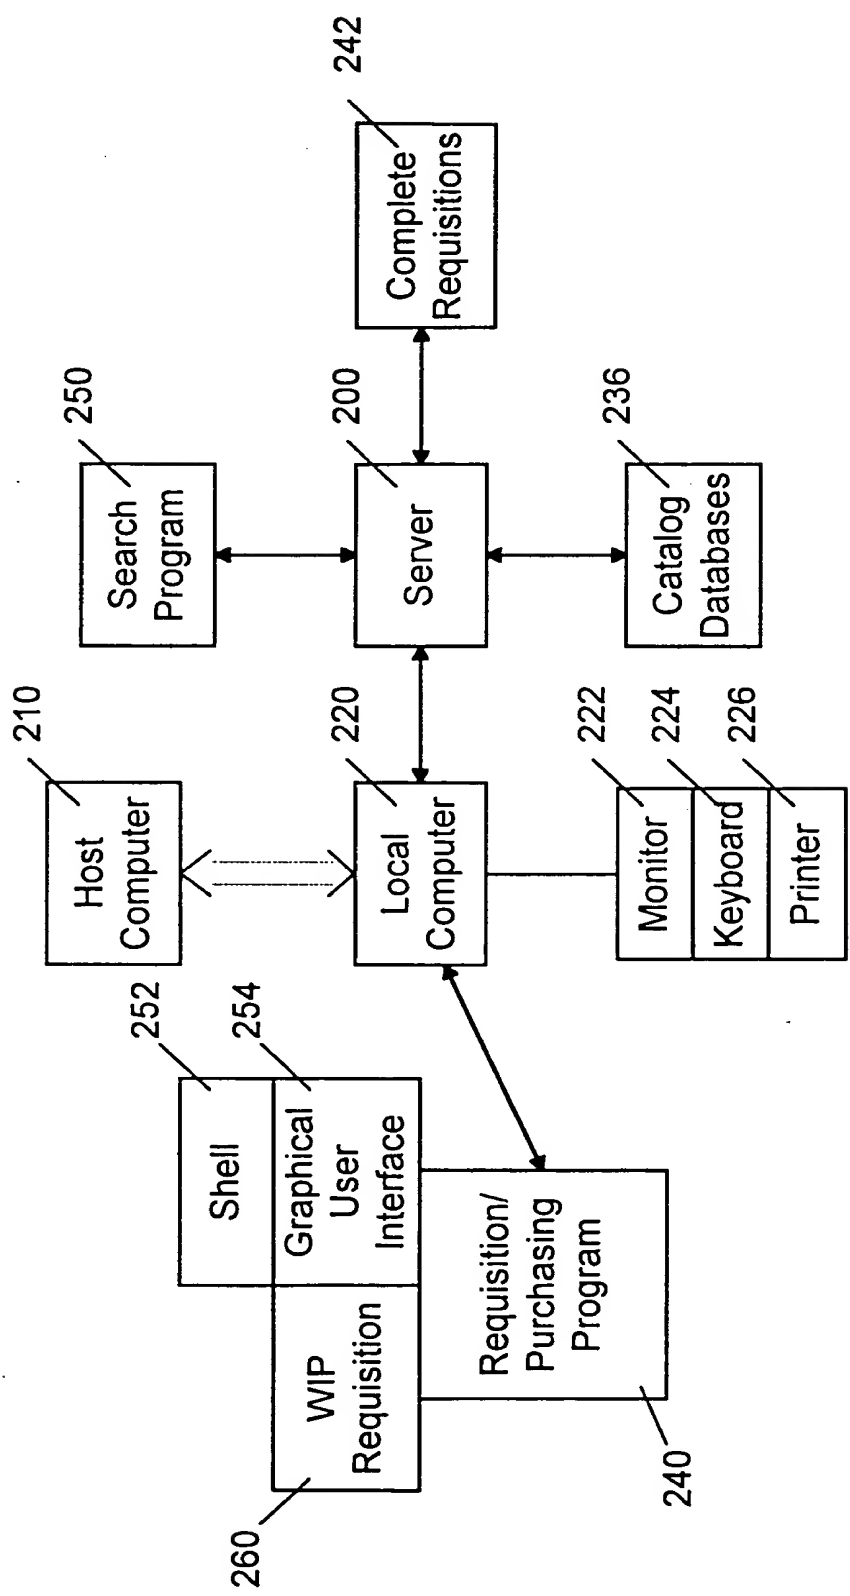 252
Shell
254
Graphical
User
Interface
260
WIP
Requisition
240
Requisition/
Purchasing
Program
210
Host
Computer
220
Local
Computer
222
Monitor
224
Keyboard
226
Printer
250
Search
Program
200
Server
236
Catalog
Databases
242
Complete
Requisitions